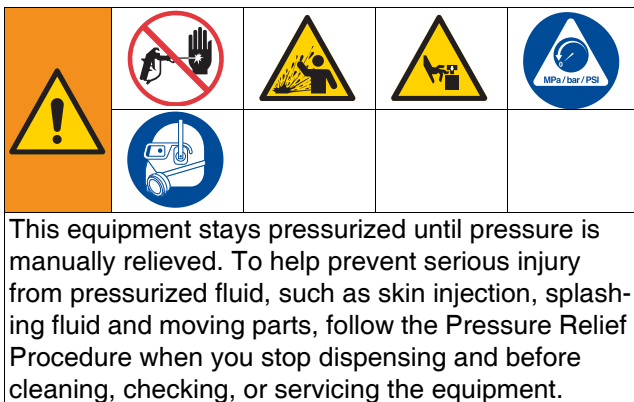 MPa/bar/PSI
This equipment stays pressurized until pressure is
manually relieved. To help prevent serious injury
from pressurized fluid, such as skin injection, splash-
ing fluid and moving parts, follow the Pressure Relief
Procedure when you stop dispensing and before
cleaning, checking, or servicing the equipment.